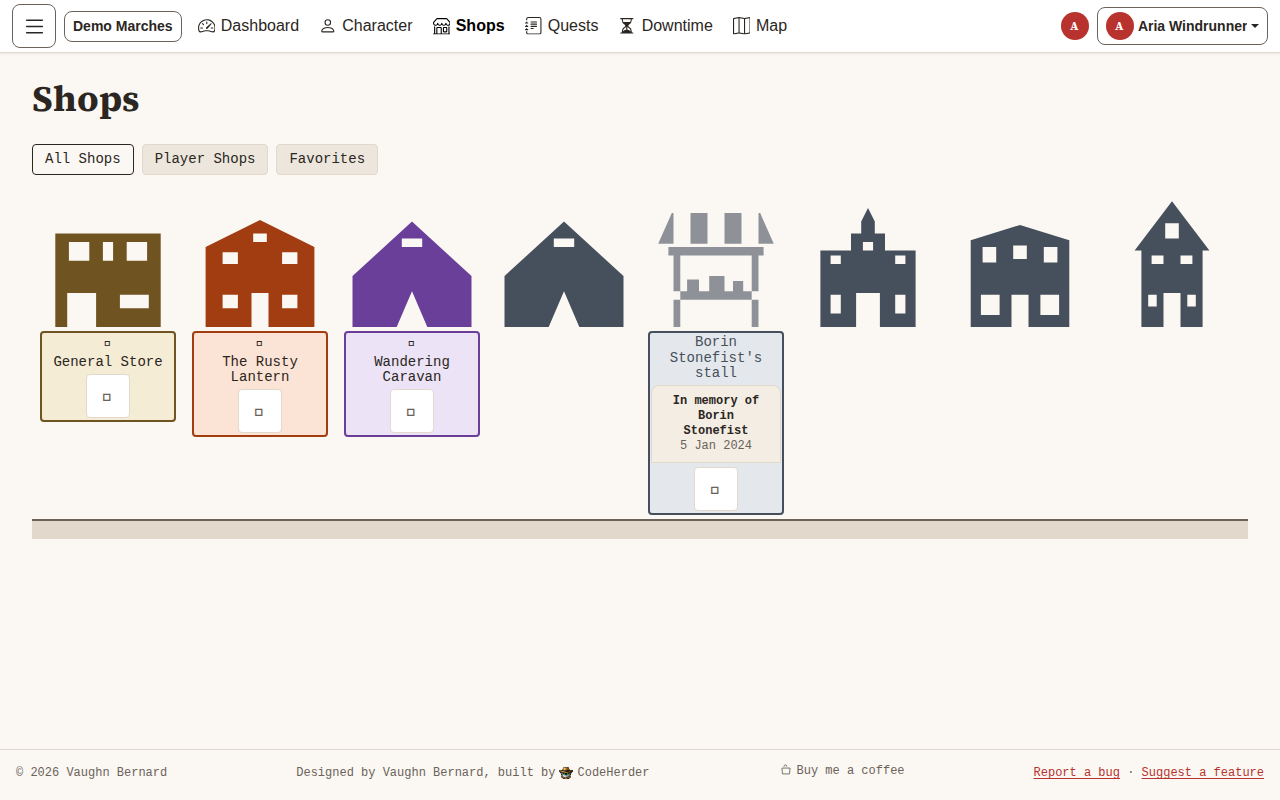 Demo Marches
Dashboard
Character
Shops
Quests
Downtime
Map
A
A
Aria Windrunner
Shops
All Shops
Player Shops
Favorites
General Store
The Rusty
Lantern
Wandering
Caravan
Borin
Stonefist's
stall
In memory of
Borin
Stonefist
5 Jan 2024
© 2026 Vaughn Bernard
Designed by Vaughn Bernard, built by CodeHerder
Buy me a coffee
Report a bug · Suggest a feature